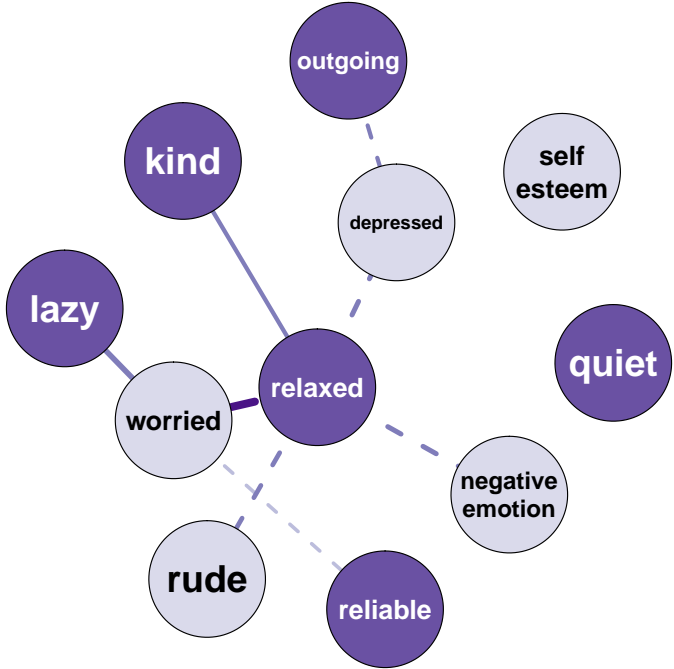 outgoing
kind
self
esteem
depressed
lazy
quiet
relaxed
worried
negative
emotion
rude
reliable